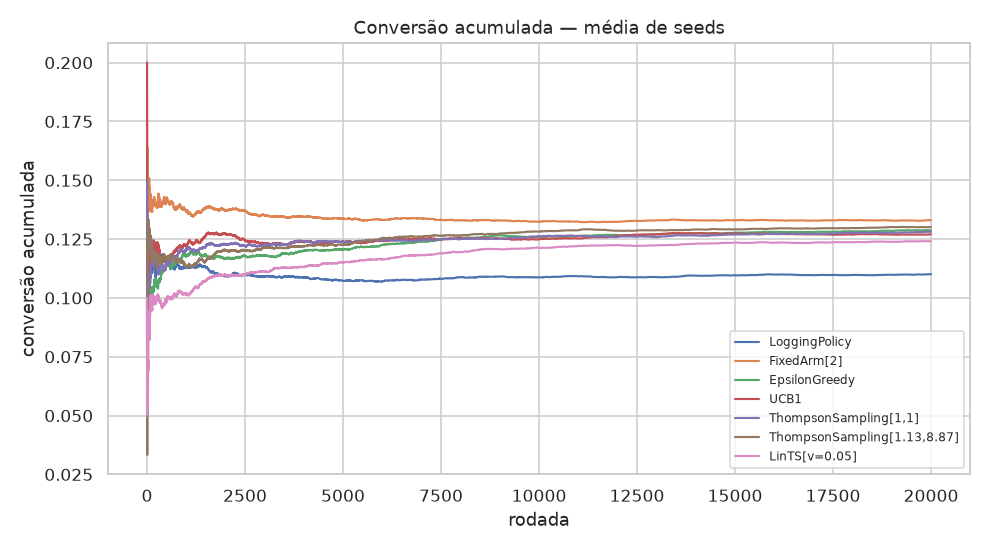 Conversão acumulada — média de seeds
conversão acumulada
0.200
0.175
0.150
0.125
0.100
0.075
0.050
0.025
LoggingPolicy
FixedArm[2]
EpsilonGreedy
UCB1
ThompsonSampling[1,1]
ThompsonSampling[1.13,8.87]
LinTS[v=0.05]
0 2500 5000 7500 10000 12500 15000 17500 20000
rodada